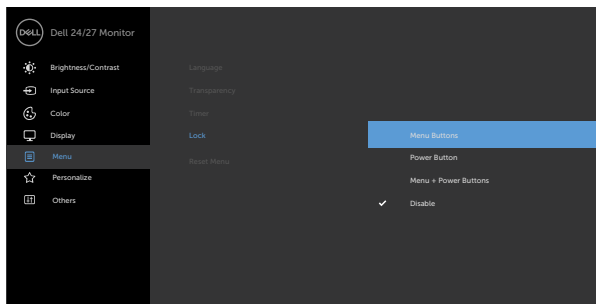 DELL
Dell 24/27 Monitor
Brightness/Contrast
Input Source
Color
Display
Menu
Personalize
Others
Language
Transparency
Timer
Lock
Reset Menu
Menu Buttons
Power Button
Menu + Power Buttons
Disable